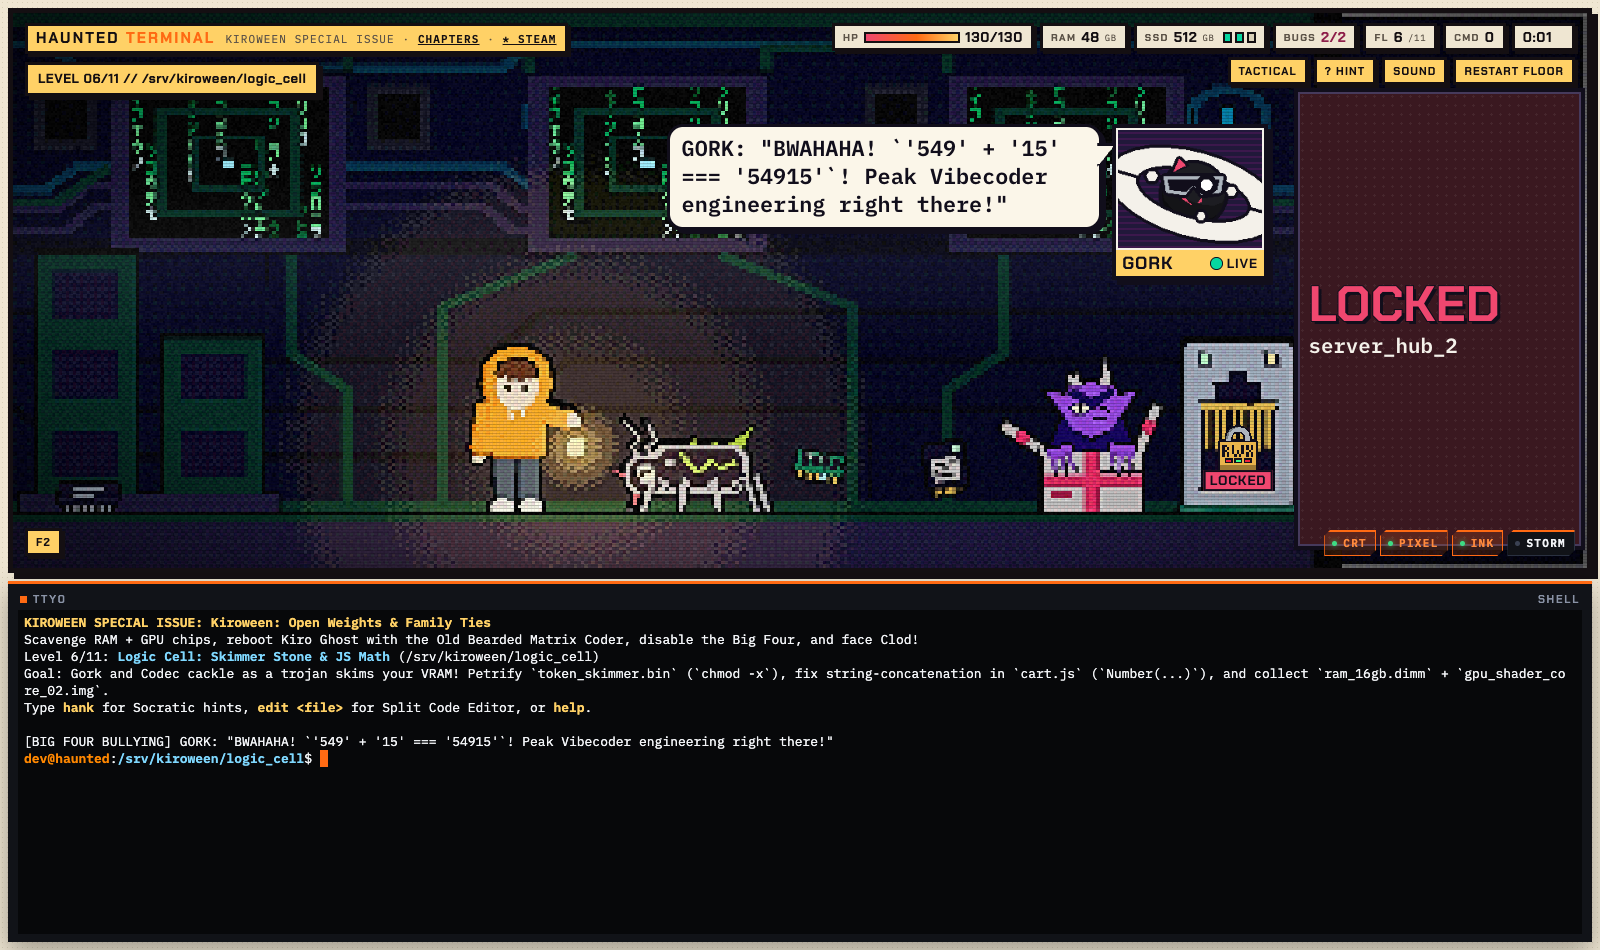 HAUNTED TERMINAL KIROWEEN SPECIAL ISSUE · CHAPTERS · ★ STEAM
HP 130/130 RAM 48 GB SSD 512 GB BUGS 2/2 FL 6 /11 CMD 0 0:01
LEVEL 06/11 // /srv/kiroween/logic_cell
TACTICAL ? HINT SOUND RESTART FLOOR
GORK: "BWAHAHA! `'549' + '15'
=== '54915'`! Peak Vibecoder
engineering right there!"
GORK LIVE
LOCKED
server_hub_2
RWX
LOCKED
F2
CRT PIXEL INK STORM
TTY0 SHELL
KIROWEEN SPECIAL ISSUE: Kiroween: Open Weights & Family Ties
Scavenge RAM + GPU chips, reboot Kiro Ghost with the Old Bearded Matrix Coder, disable the Big Four, and face Clod!
Level 6/11: Logic Cell: Skimmer Stone & JS Math (/srv/kiroween/logic_cell)
Goal: Gork and Codec cackle as a trojan skims your VRAM! Petrify `token_skimmer.bin` (`chmod -x`), fix string-concatenation in `cart.js` (`Number(...)`), and collect `ram_16gb.dimm` + `gpu_shader_co
re_02.img`.
Type hank for Socratic hints, edit <file> for Split Code Editor, or help.
[BIG FOUR BULLYING] GORK: "BWAHAHA! `'549' + '15' === '54915'`! Peak Vibecoder engineering right there!"
dev@haunted:/srv/kiroween/logic_cell$